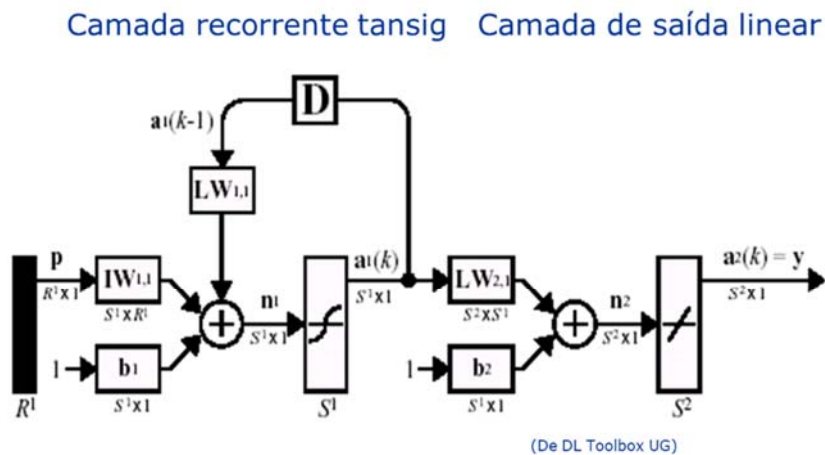 Camada recorrente tansig Camada de saída linear
D
a1(k-1)
LW1,1
p
R1x1
IW1,1
S1xR1
1
b1
S1x1
R1
n1
S1x1
S1
a1(k)
S1x1
LW2,1
S2xS1
1
b2
S1x1
n2
S2x1
S2
a2(k) = y
S2x1
(De DL Toolbox UG)